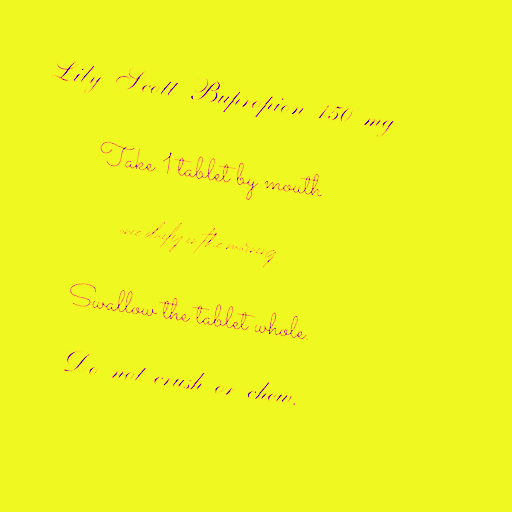 Lily Scott Bupropion 150 mg
Take 1 tablet by mouth
once daily in the morning
Swallow the tablet whole.
Do not crush or chew.